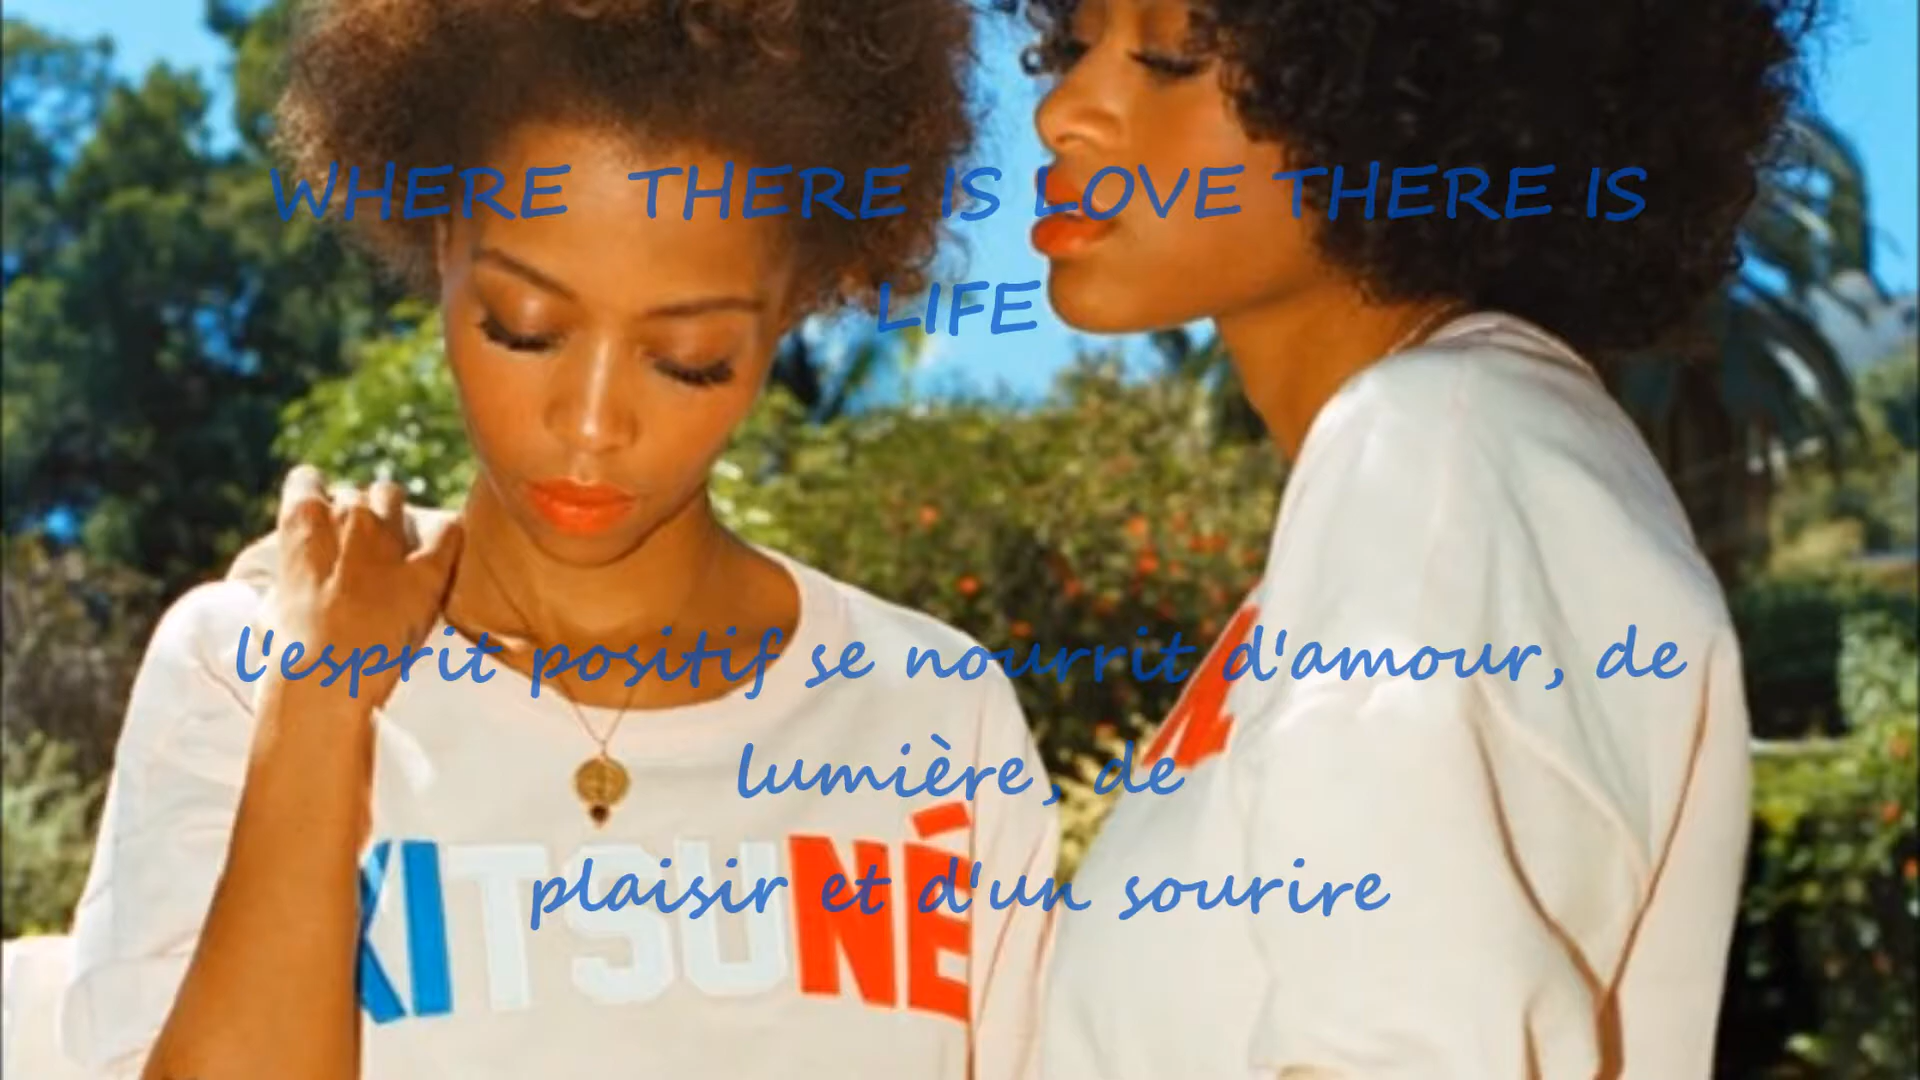 WHERE  THERE IS LOVE THERE IS
LIFE
l'esprit positif se nourrit d'amour, de
lumière, de
plaisir et d'un sourire
KITSUNÉ